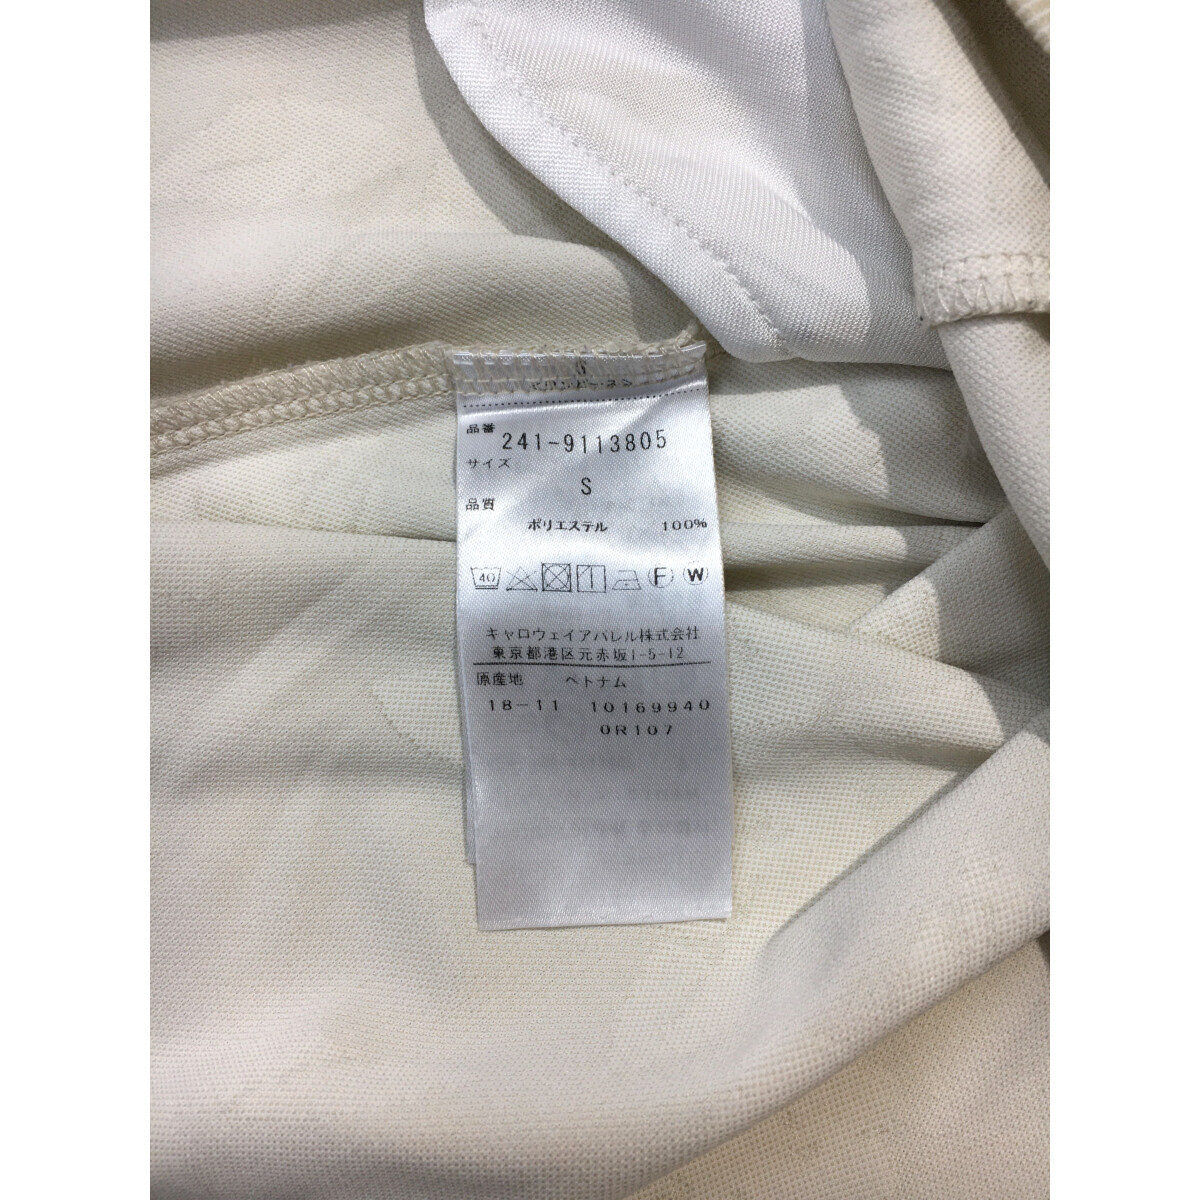 品番
241-9113805
サイズ
S
品質
ポリエステル 100%
40 F W
キャロウェイアパレル株式会社
東京都港区元赤坂1-5-12
原産地 ベトナム
18-11 10169940
0R107